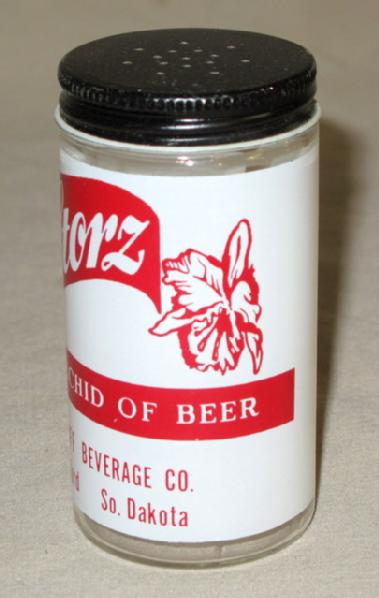 torz
CHID OF BEER
BEVERAGE CO.
So. Dakota